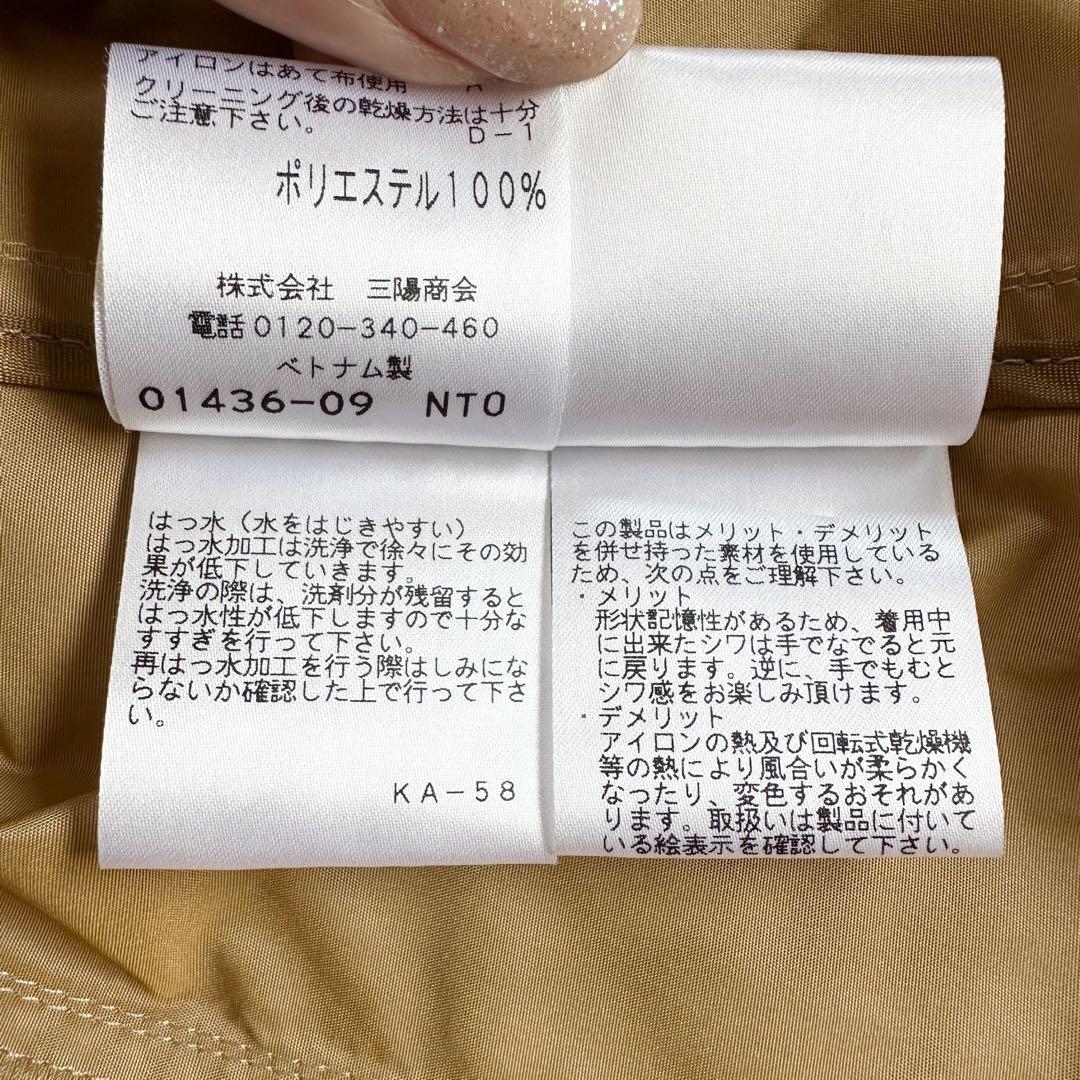 アイロンはあて布使用　A
クリーニング後の乾燥方法は十分
ご注意下さい。
D-1
ポリエステル100%
株式会社　三陽商会
電話0120-340-460
ベトナム製
01436-09　NTO
はっ水（水をはじきやすい）
はっ水加工は洗浄で徐々にその効
果が低下していきます。
洗浄の際は、洗剤分が残留すると
はっ水性が低下しますので十分な
すすぎを行って下さい。
再はっ水加工を行う際はしみにな
らないか確認した上で行って下さ
い。
KA-58
この製品はメリット・デメリット
を併せ持った素材を使用している
ため、次の点をご理解下さい。
・メリット
形状記憶性があるため、着用中
に出来たシワは手でなでると元
に戻ります。逆に、手でもむと
シワ感をお楽しみ頂けます。
・デメリット
アイロンの熱及び回転式乾燥機
等の熱により風合いが柔らかく
なったり、変色するおそれがあ
ります。取扱いは製品に付いて
いる絵表示を確認して下さい。